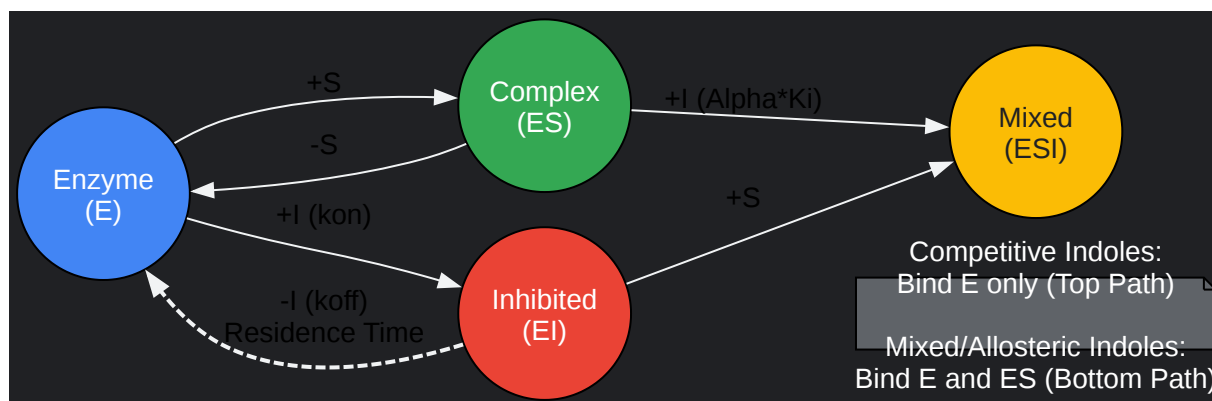 +S
Complex
(ES)
+I (Alpha*Ki)
Mixed
(ESI)
-S
Enzyme
(E)
+I (kon)
+S
Inhibited
(EI)
-I (koff)
Residence Time
Competitive Indoles:
Bind E only (Top Path)
Mixed/Allosteric Indoles:
Bind E and ES (Bottom Path)